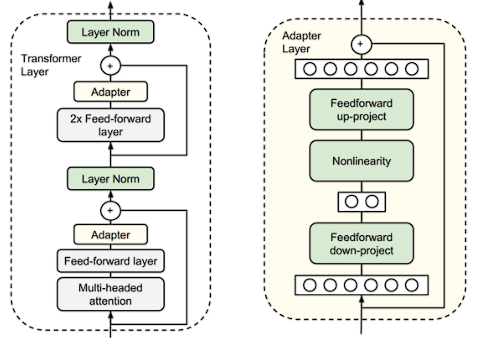 Layer Norm
Transformer
Layer
+
Adapter
2x Feed-forward
layer
Layer Norm
+
Adapter
Feed-forward layer
Multi-headed
attention
Adapter
Layer
+
Feedforward
up-project
Nonlinearity
Feedforward
down-project